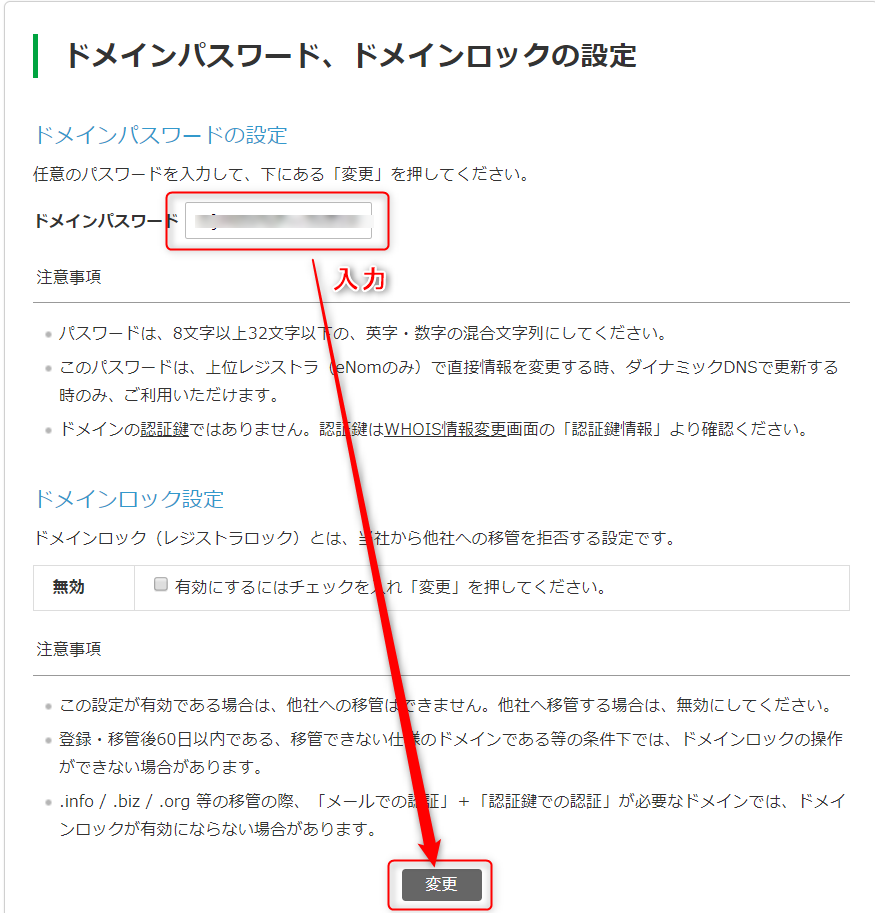 ドメインパスワード、ドメインロックの設定
ドメインパスワードの設定
任意のパスワードを入力して、下にある「変更」を押してください。
ドメインパスワード
入力
注意事項
パスワードは、8文字以上32文字以下の、英字・数字の混合文字列にしてください。
このパスワードは、上位レジストラ（eNomのみ）で直接情報を変更する時、ダイナミックDNSで更新する
時のみ、ご利用いただけます。
ドメインの認証鍵ではありません。認証鍵はWHOIS情報変更画面の「認証鍵情報」より確認ください。
ドメインロック設定
ドメインロック（レジストラロック）とは、当社から他社への移管を拒否する設定です。
無効 有効にするにはチェックを入れ「変更」を押してください。
注意事項
この設定が有効である場合は、他社への移管はできません。他社へ移管する場合は、無効にしてください。
登録・移管後60日以内である、移管できない仕様のドメインである等の条件下では、ドメインロックの操作
ができない場合があります。
.info / .biz / .org 等の移管の際、「メールでの認証」＋「認証鍵での認証」が必要なドメインでは、ドメイ
ンロックが有効にならない場合があります。
変更